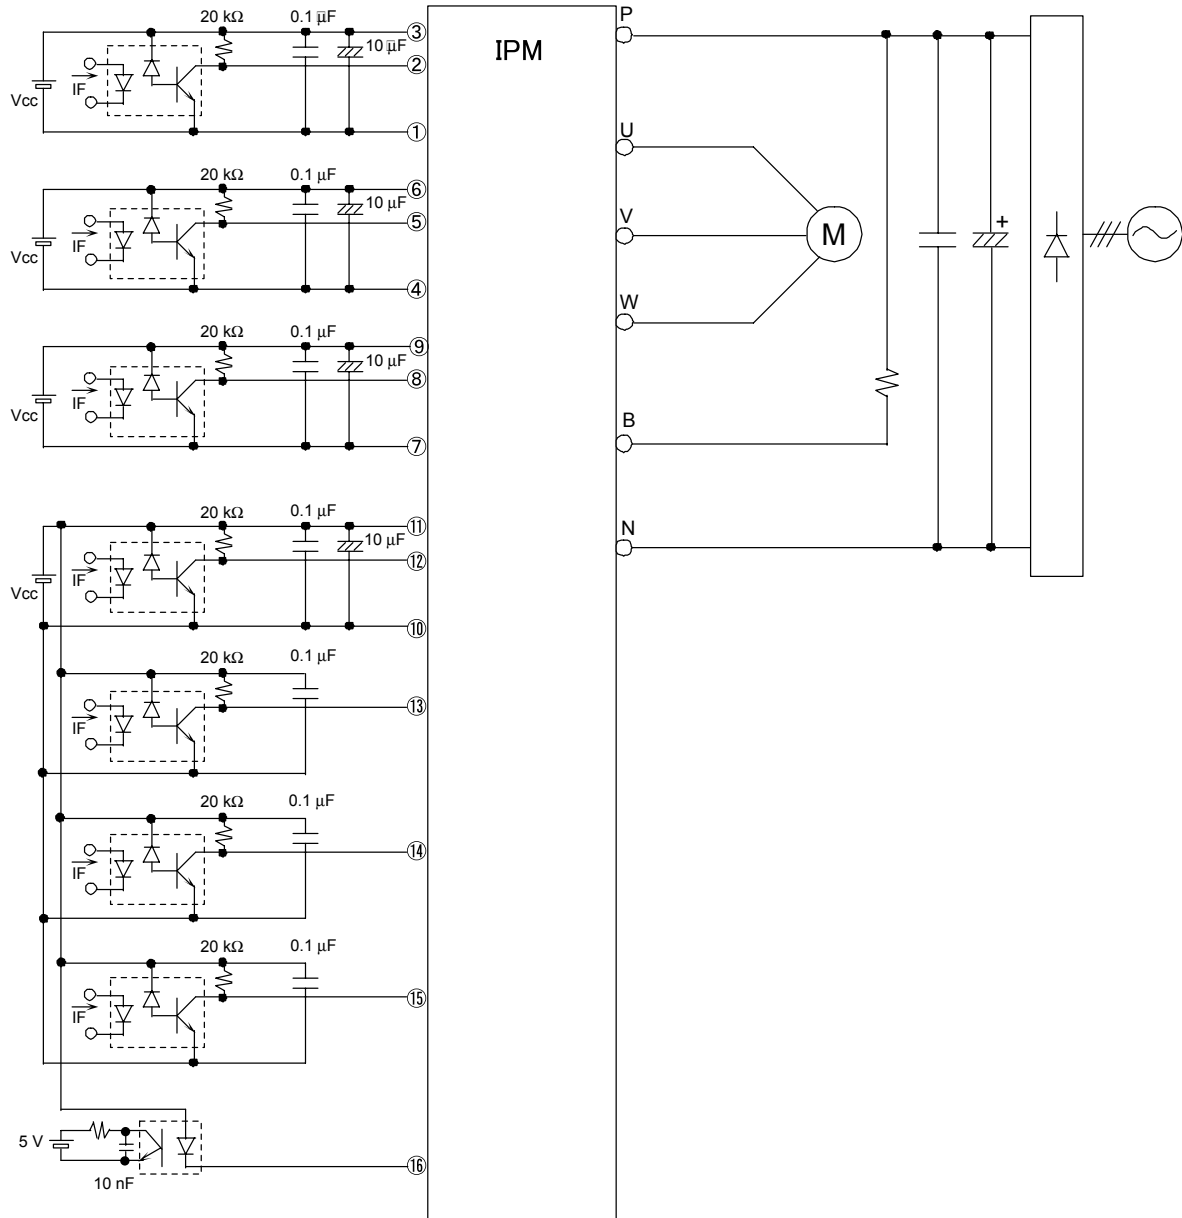 20 kΩ 0.1 μF ③ P
IPM
10 μF
②
IF
Vcc
① U
20 kΩ 0.1 μF ⑥
10 μF
⑤ V
IF M +
Vcc
④ W
20 kΩ 0.1 μF ⑨
10 μF
⑧
IF
Vcc
⑦ B
20 kΩ 0.1 μF ⑪ N
10 μF
⑫
IF
Vcc
⑩
20 kΩ 0.1 μF
⑬
IF
20 kΩ 0.1 μF
⑭
IF
20 kΩ 0.1 μF
⑮
IF
5 V
⑯
10 nF